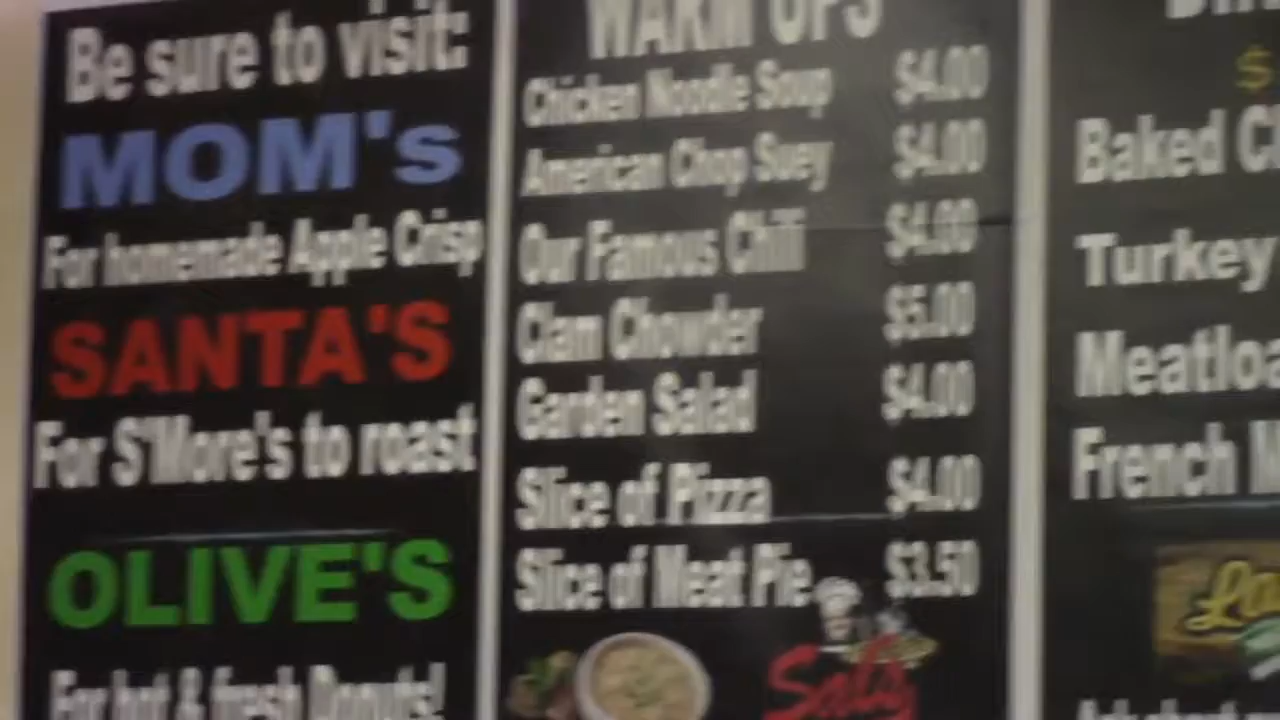 Be sure to visit:
MOM's
For homemade Apple Crisp
SANTA'S
For S'More's to roast
OLIVE'S
For hot & fresh Donuts!
WARM UPS
Chicken Noodle Soup $4.00
American Chop Suey $4.00
Our Famous Chili $4.00
Clam Chowder $5.00
Garden Salad $4.00
Slice of Pizza $4.00
Slice of Meat Pie $3.50
$
Baked
Turkey
French